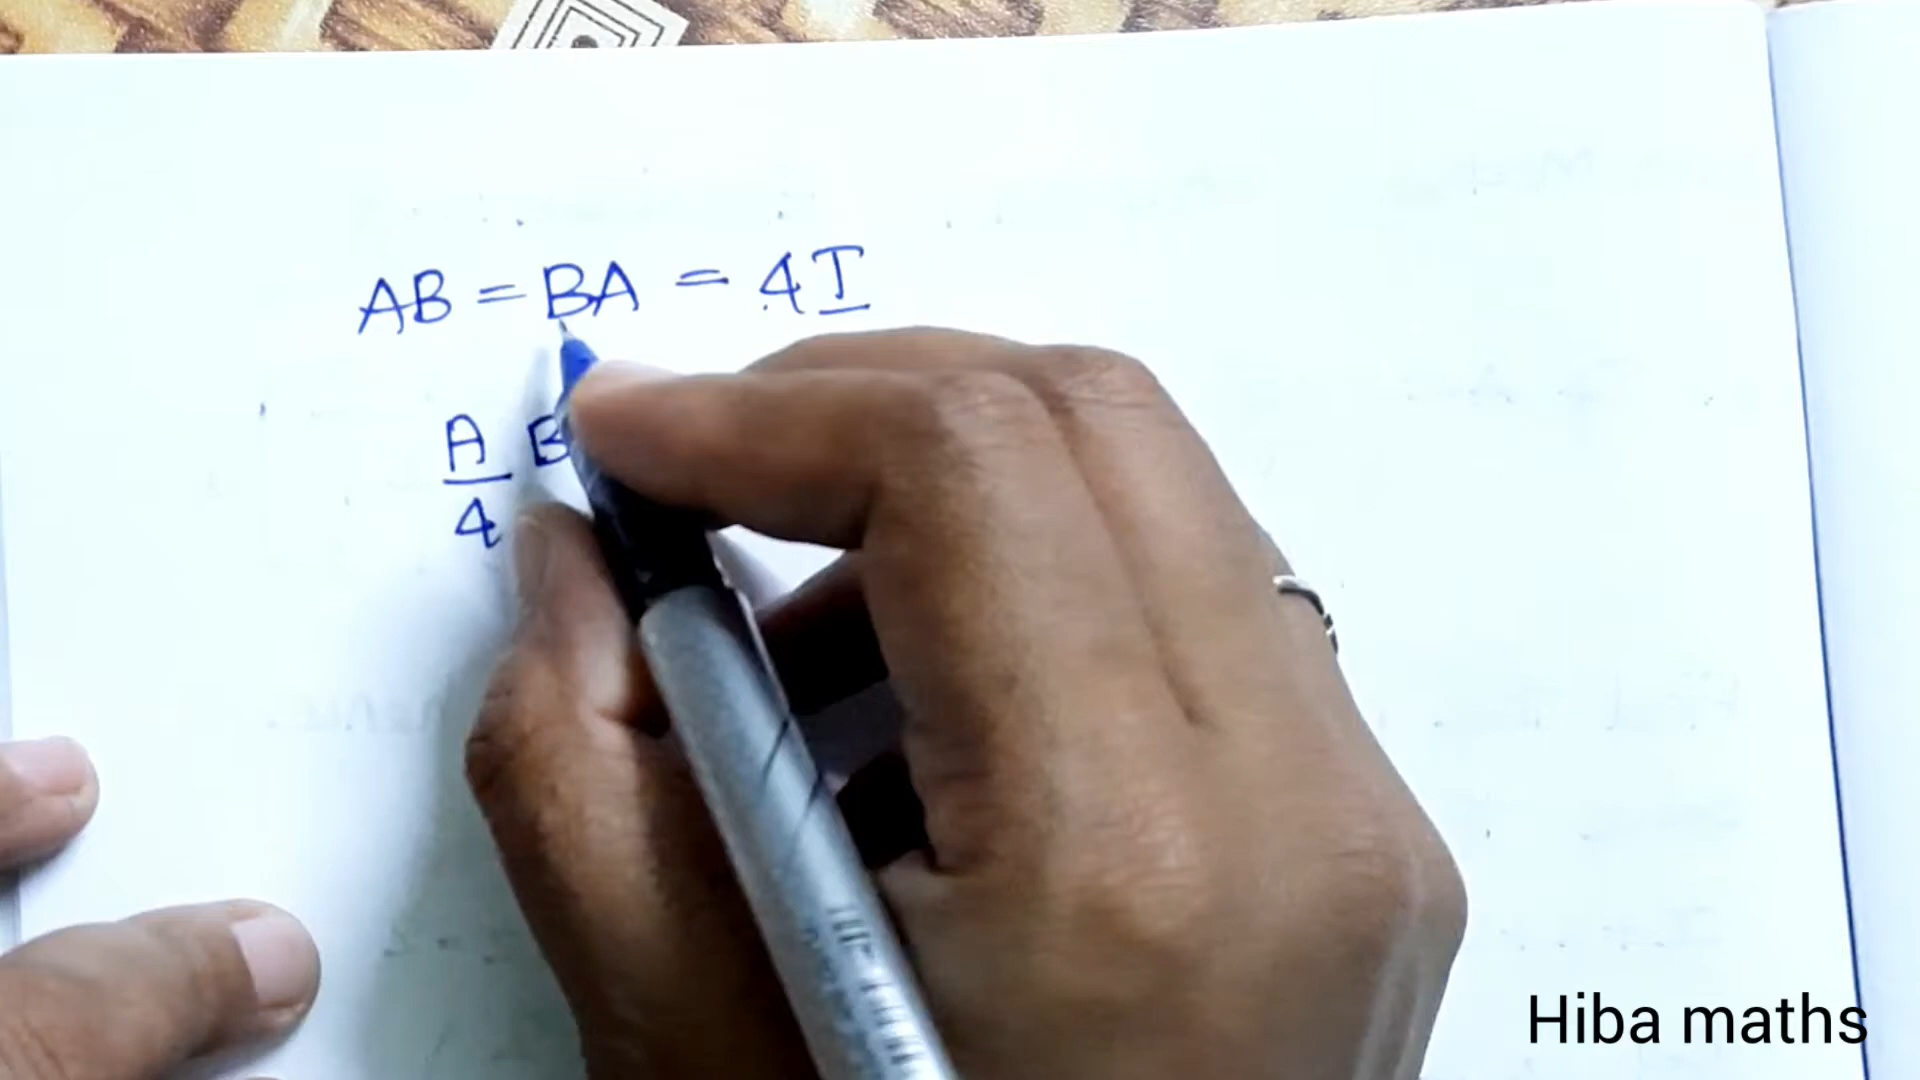 AB = BA = 4I
A/4 B
Hiba maths